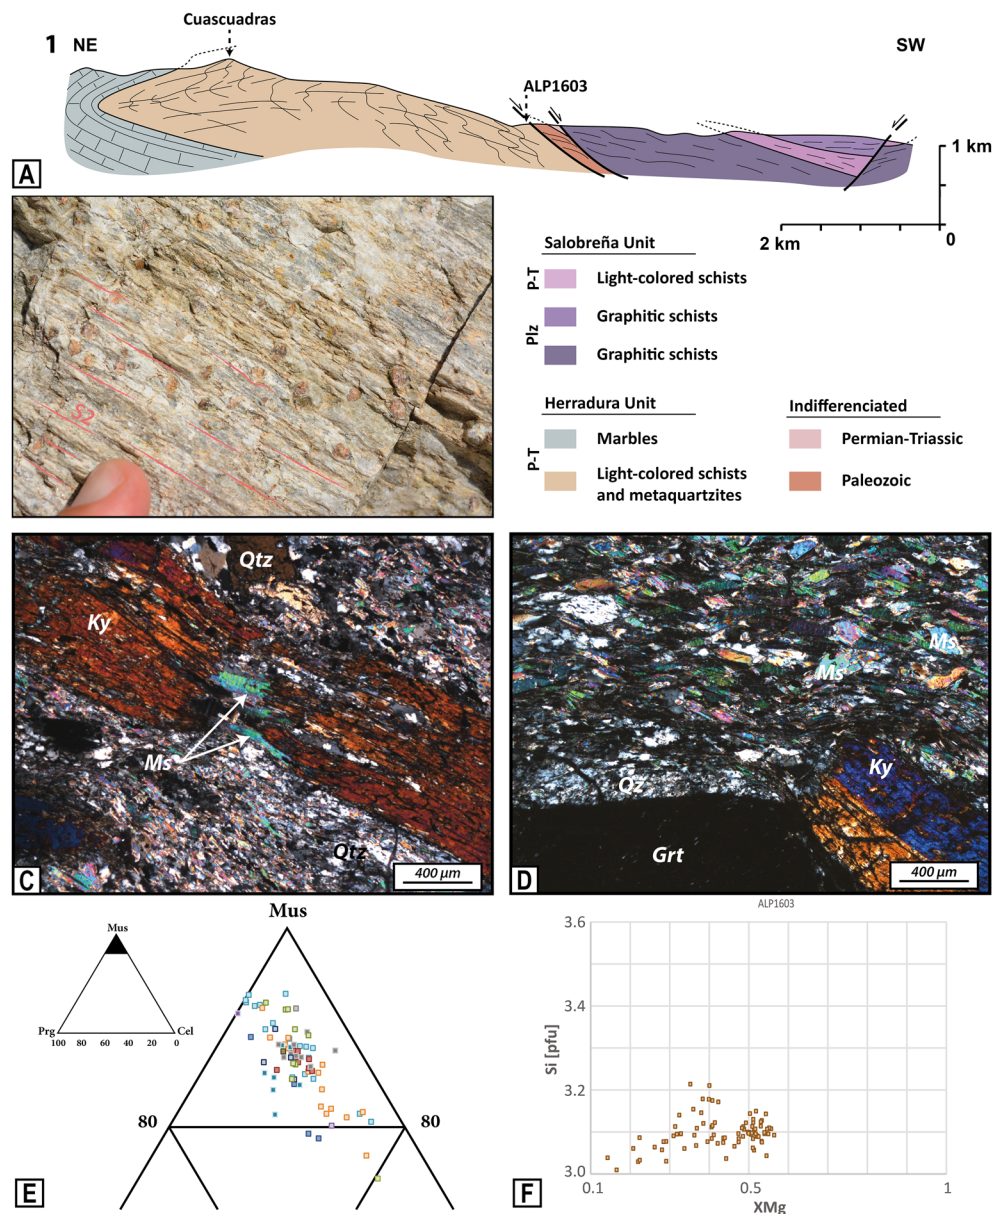 Cuascuadras
1 NE
SW
ALP1603
A
1 km
2 km
0
S2
Salobreña Unit
P-T
Light-colored schists
Plz
Graphitic schists
Graphitic schists
Herradura Unit
P-T
Marbles
Light-colored schists
and metaquartzites
Indifferenciated
Permian-Triassic
Paleozoic
Qtz
Ky
Ms
Qtz
C
400 µm
Ms
Ms
Ky
Qz
Grt
D
400 µm
Mus
Mus
Prg
Cel
100 80 60 40 20 0
80
80
E
ALP1603
3.6
3.4
3.2
3.0
Si [pfu]
0.1
0.5
1
XMg
F